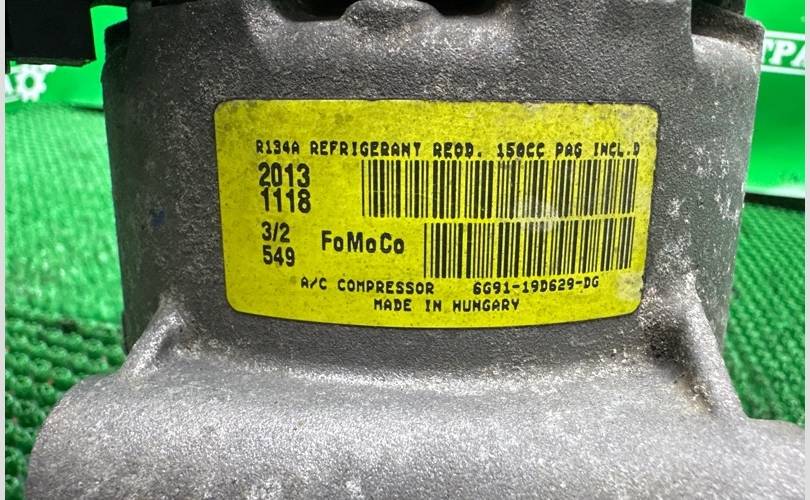 R134A REFRIGERANT REQD. 150CC PAG INCL.D
2013
1118
3/2
549
FoMoCo
A/C COMPRESSOR 6G91-19D629-DG
MADE IN HUNGARY